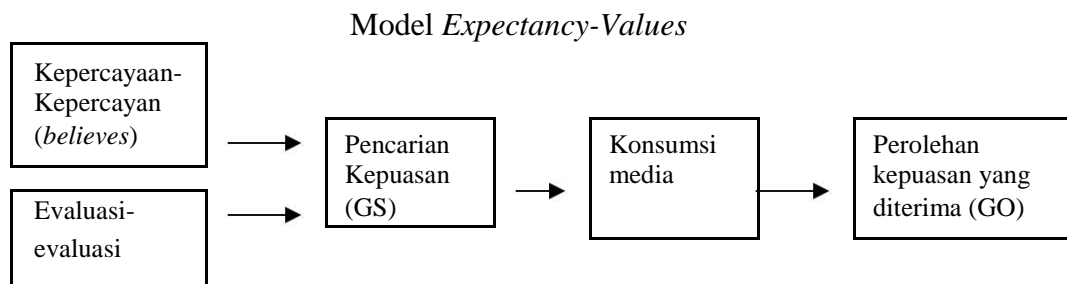 Model Expectancy-Values
Kepercayaan-
Kepercayan
(believes)
Evaluasi-
evaluasi
Pencarian
Kepuasan
(GS)
Konsumsi
media
Perolehan
kepuasan yang
diterima (GO)